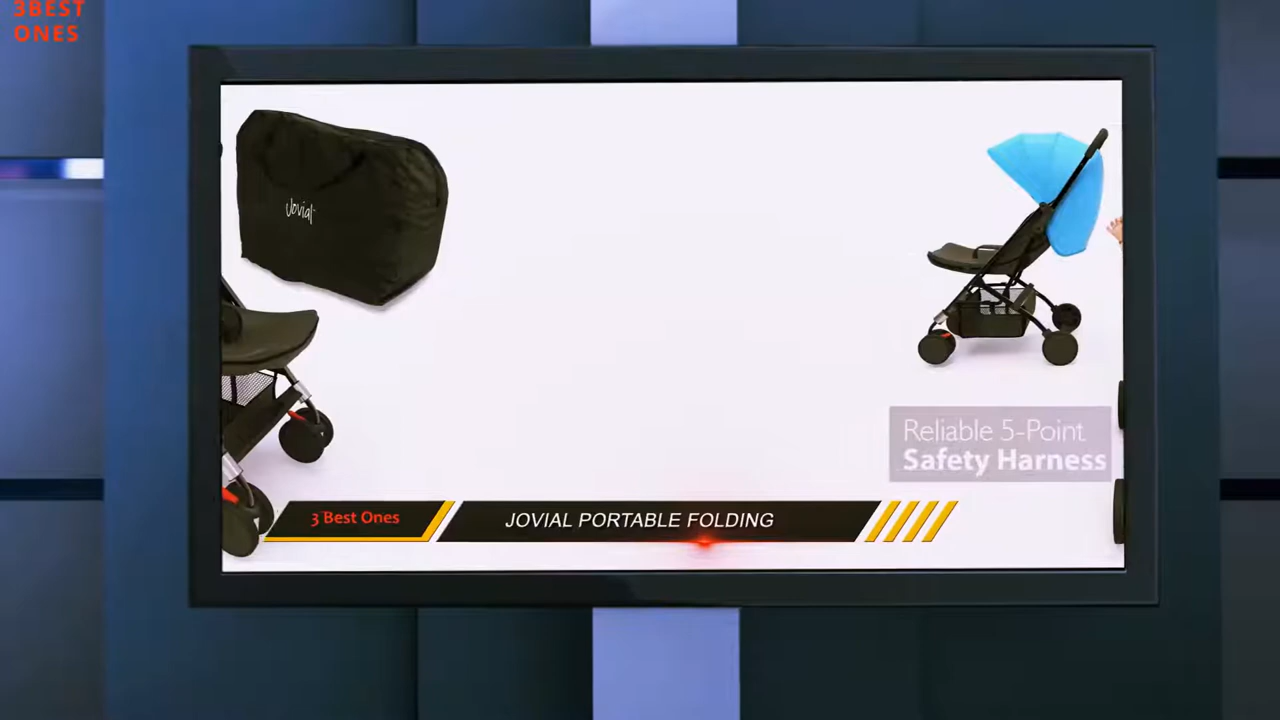 3BEST
ONES
Jovial
Reliable 5-Point
Safety Harness
3 Best Ones
JOVIAL PORTABLE FOLDING